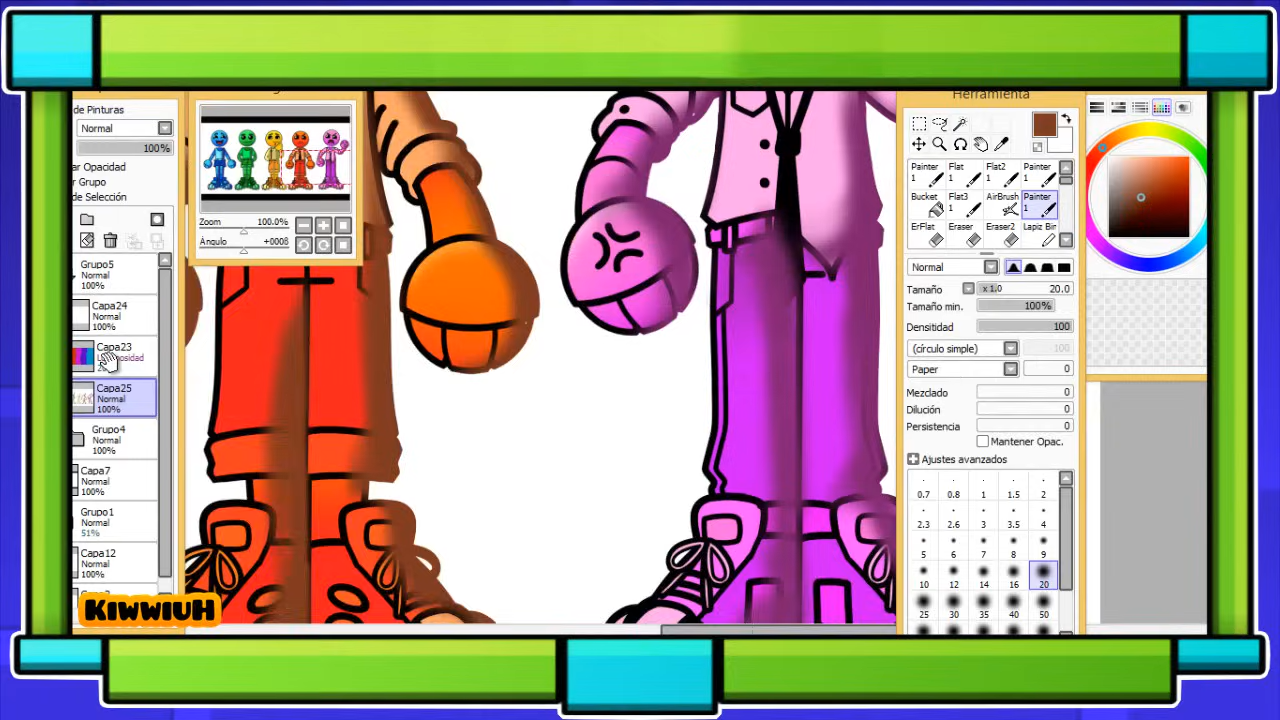 de Pinturas
Normal
100%
ar Opacidad
ar Grupo
de Selección
Grupo5
Normal
100%
Capa24
Normal
100%
Capa23
Capa25
Normal
100%
Grupo4
Normal
100%
Capa7
Normal
100%
Grupo1
Normal
51%
Capa12
Normal
100%
KIWWIUH
Zoom 100.0%
Angulo +0008
Herramienta
Painter 1 Flat 1 Flat2 Painter 1
Bucket Flat3 1 AirBrush Painter 1
ErFlat Eraser Eraser2 Lapiz Bir
Normal
Tamaño x 1.0 20.0
Tamaño min. 100%
Densitidad 100
(círculo simple) 100
Paper 0
Mezclado 0
Dilución 0
Persistencia 0
Mantener Opac.
Ajustes avanzados
0.7 0.8 1 1.5 2
2.3 2.6 3 3.5 4
5 6 7 8 9
10 12 14 16 20
25 30 35 40 50